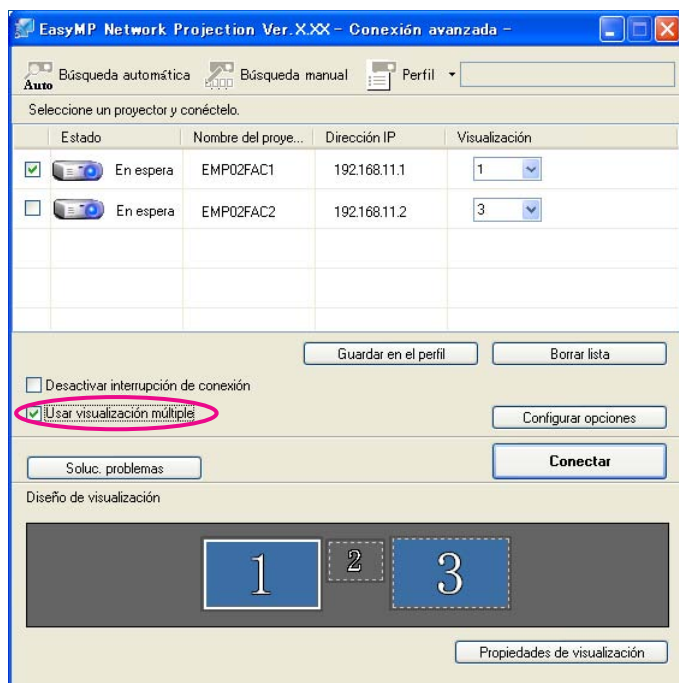 EasyMP Network Projection Ver.X.XX – Conexión avanzada –
Auto Búsqueda automática Búsqueda manual Perfil
Seleccione un proyector y conéctelo.
Estado Nombre del proye... Dirección IP Visualización
En espera EMP02FAC1 192.168.11.1 1
En espera EMP02FAC2 192.168.11.2 3
Guardar en el perfil Borrar lista
Desactivar interrupción de conexión
Usar visualización múltiple Configurar opciones
Soluc. problemas Conectar
Diseño de visualización
1 2 3
Propiedades de visualización